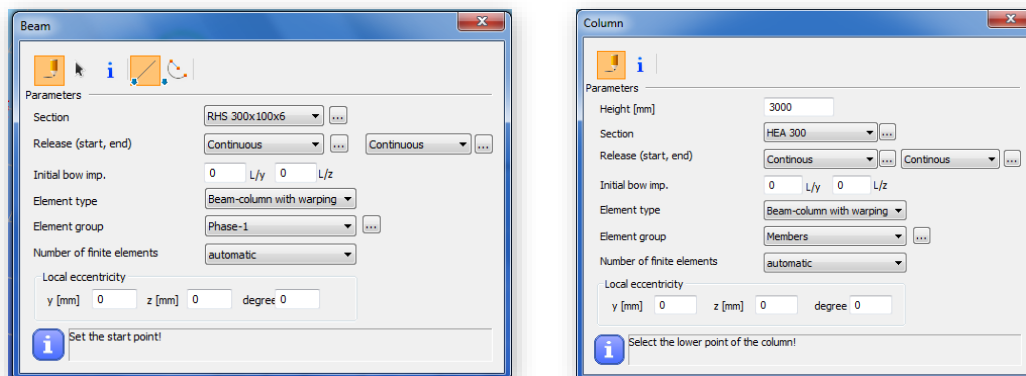 Beam
Parameters
Section RHS 300x100x6 ...
Release (start, end) Continuous ... Continuous ...
Initial bow imp. 0 L/y 0 L/z
Element type Beam-column with warping
Element group Phase-1 ...
Number of finite elements automatic
Local eccentricity
y [mm] 0 z [mm] 0 degree 0
Set the start point!
Column
Parameters
Height [mm] 3000
Section HEA 300 ...
Release (start, end) Continous ... Continous ...
Initial bow imp. 0 L/y 0 L/z
Element type Beam-column with warping
Element group Members ...
Number of finite elements automatic
Local eccentricity
y [mm] 0 z [mm] 0 degree 0
Select the lower point of the column!